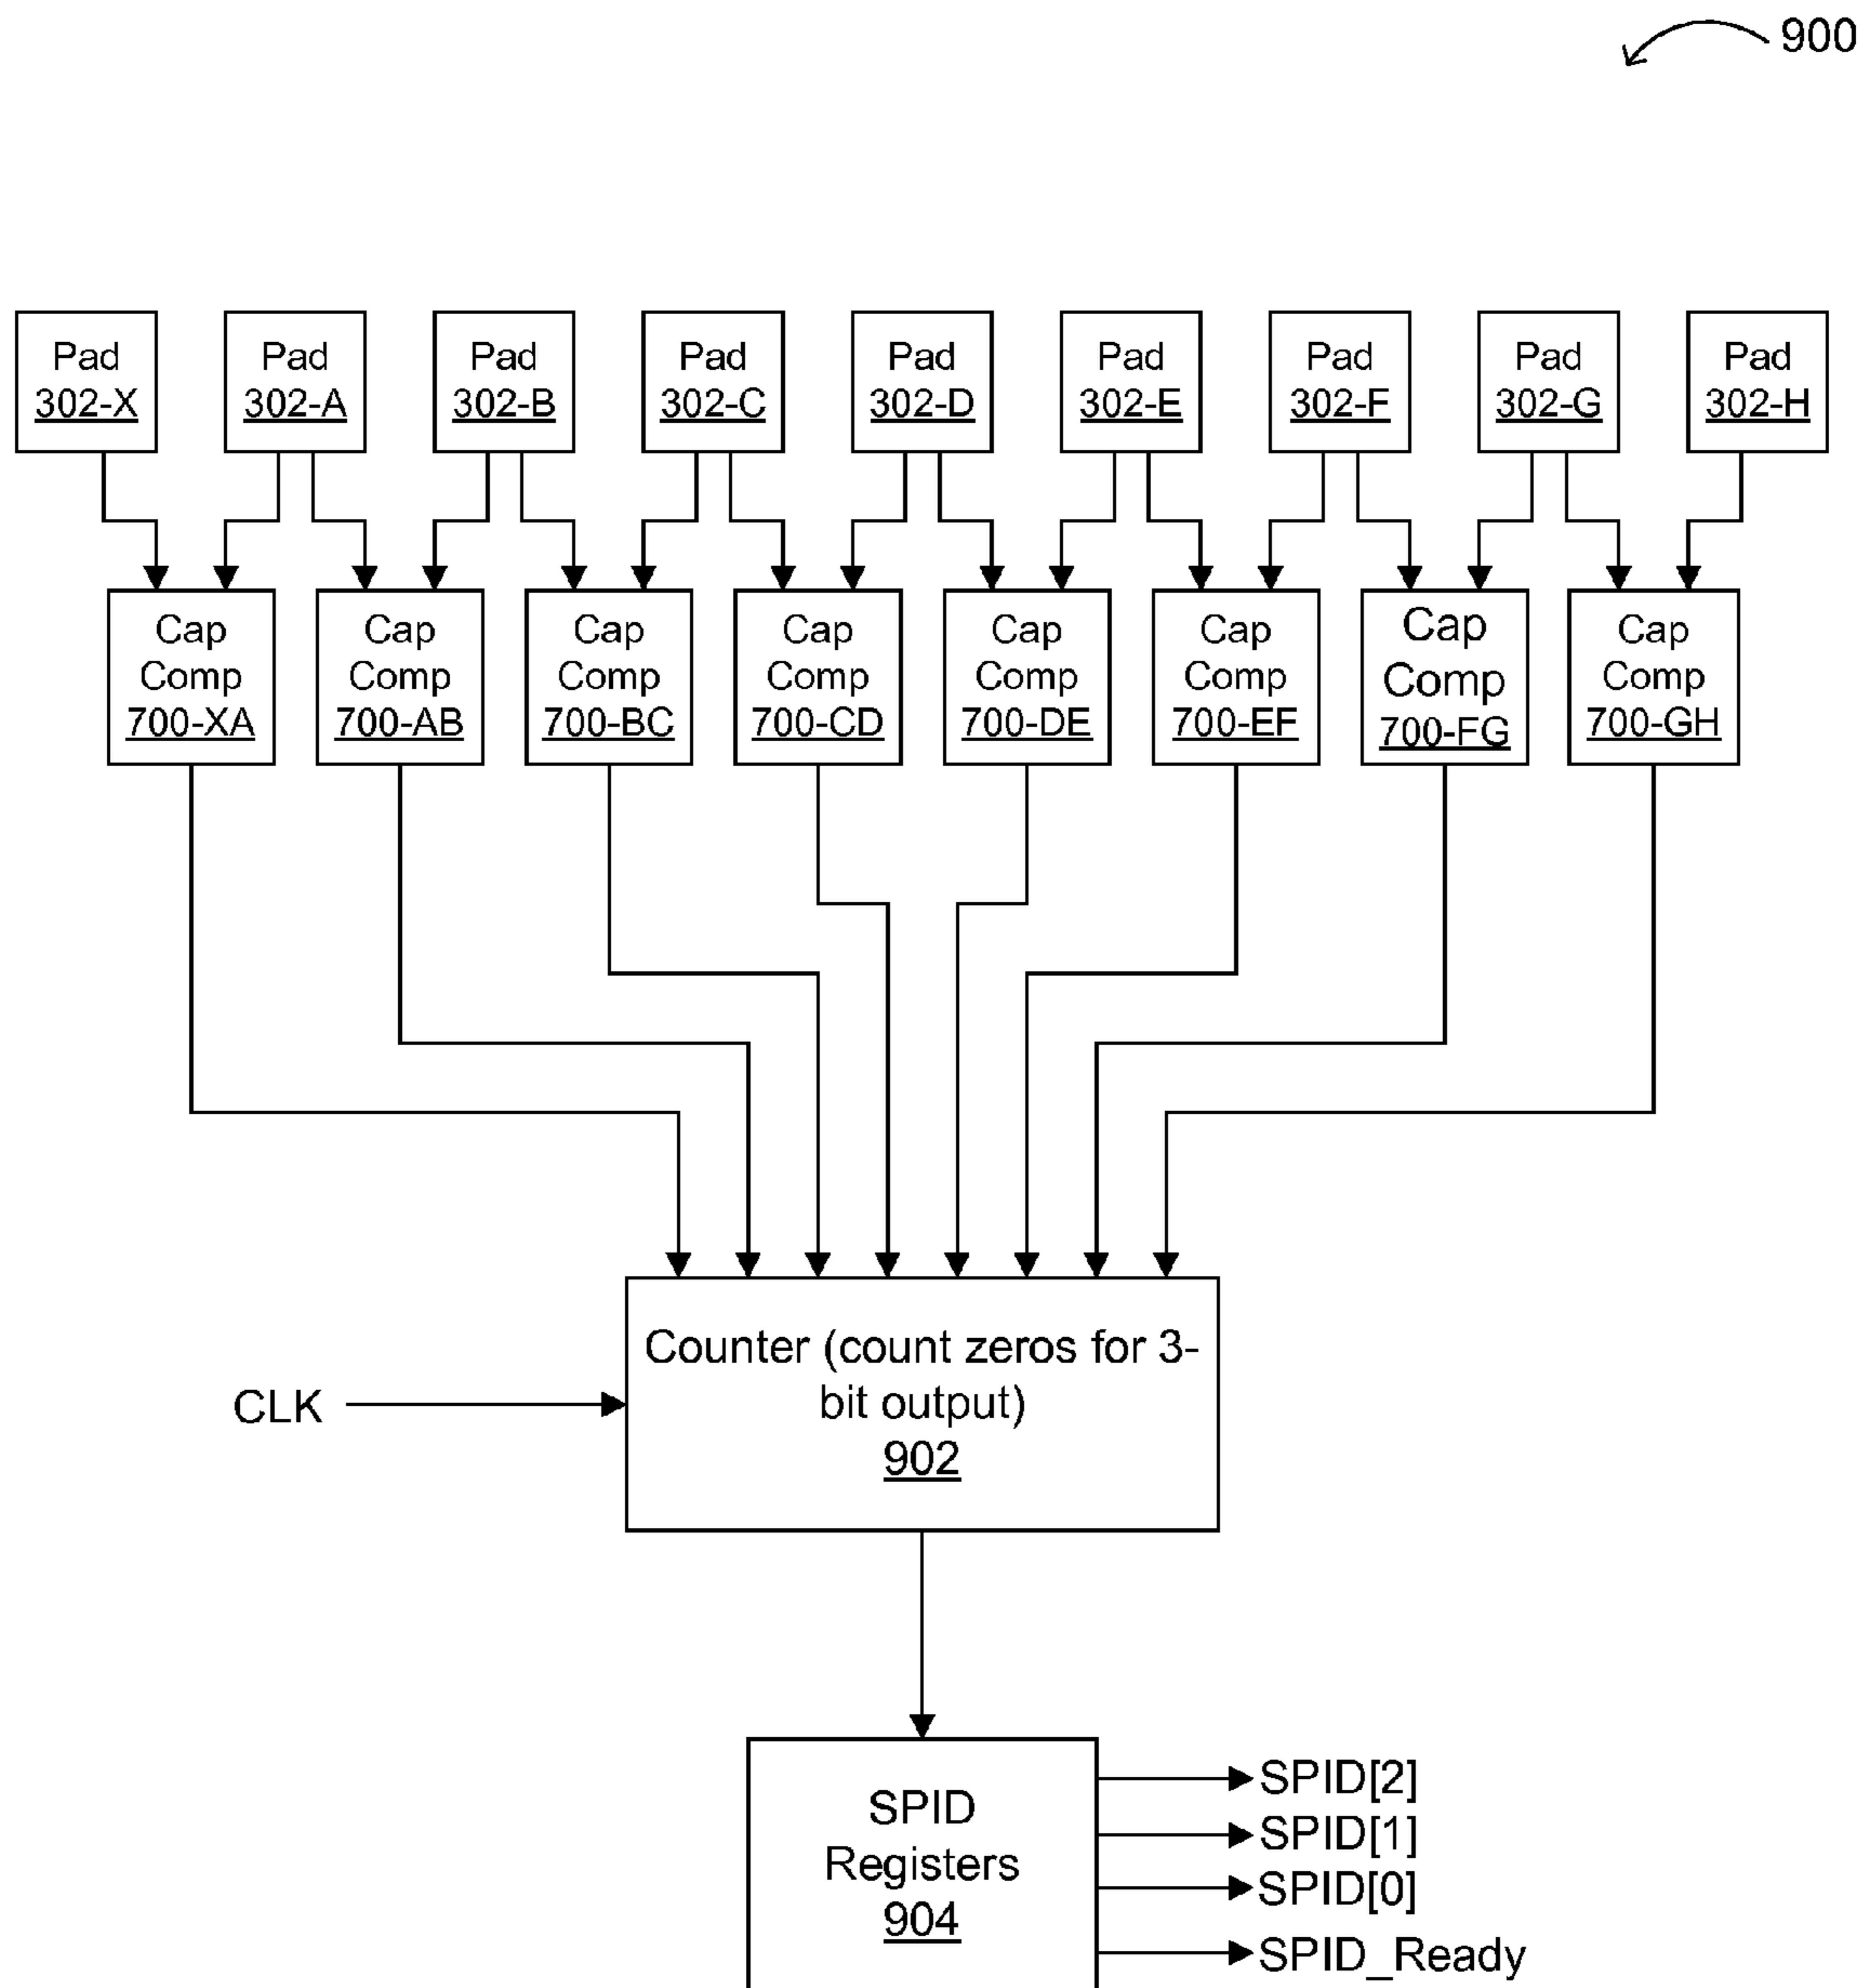 900
Pad
302-X
Pad
302-A
Pad
302-B
Pad
302-C
Pad
302-D
Pad
302-E
Pad
302-F
Pad
302-G
Pad
302-H
Cap
Comp
700-XA
Cap
Comp
700-AB
Cap
Comp
700-BC
Cap
Comp
700-CD
Cap
Comp
700-DE
Cap
Comp
700-EF
Cap
Comp
700-FG
Cap
Comp
700-GH
CLK
Counter (count zeros for 3-
bit output)
902
SPID
Registers
904
SPID[2]
SPID[1]
SPID[0]
SPID_Ready